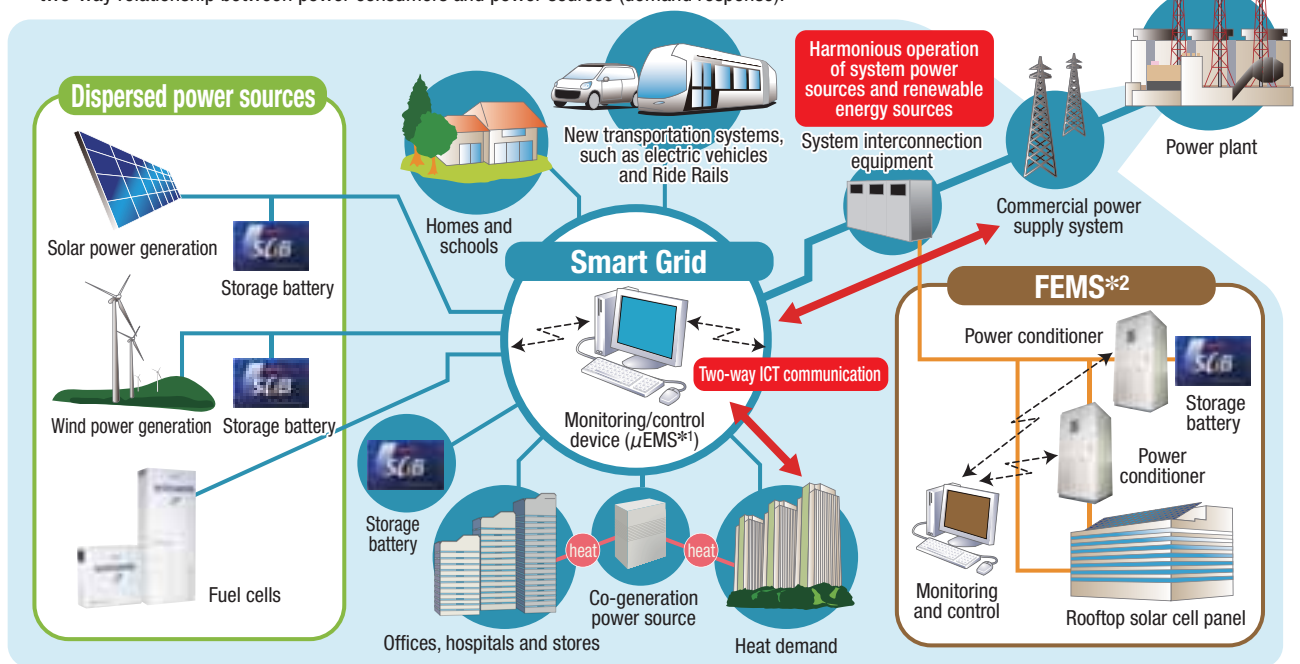 two-way relationship between power consumers and power sources (demand response).
Dispersed power sources
Solar power generation
Storage battery
Wind power generation
Storage battery
Fuel cells
Homes and
schools
New transportation systems,
such as electric vehicles
and Ride Rails
Harmonious operation
of system power
sources and renewable
energy sources
System interconnection
equipment
Commercial power
supply system
Power plant
Smart Grid
Monitoring/control
device (μEMS*1)
Two-way ICT communication
Storage
battery
Offices, hospitals and stores
heat
Co-generation
power source
heat
Heat demand
FEMS*2
Power conditioner
Storage
battery
Power
conditioner
Monitoring
and control
Rooftop solar cell panel